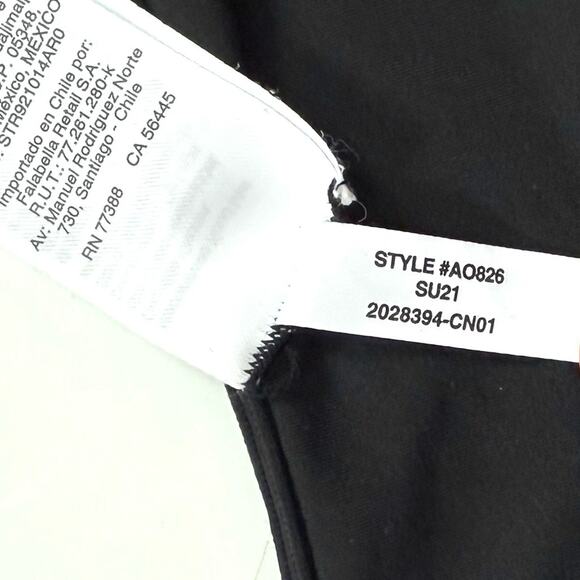 uajimal
C.P. 05348,
México, MÉXICO
STR921014AR0
Importado en Chile por:
Falabella Retail S.A.
R.U.T.: 77.261.280-k
Av: Manuel Rodriguez Norte
730, Santiago - Chile
RN 77388 CA 56445
STYLE #AO826
SU21
2028394-CN01